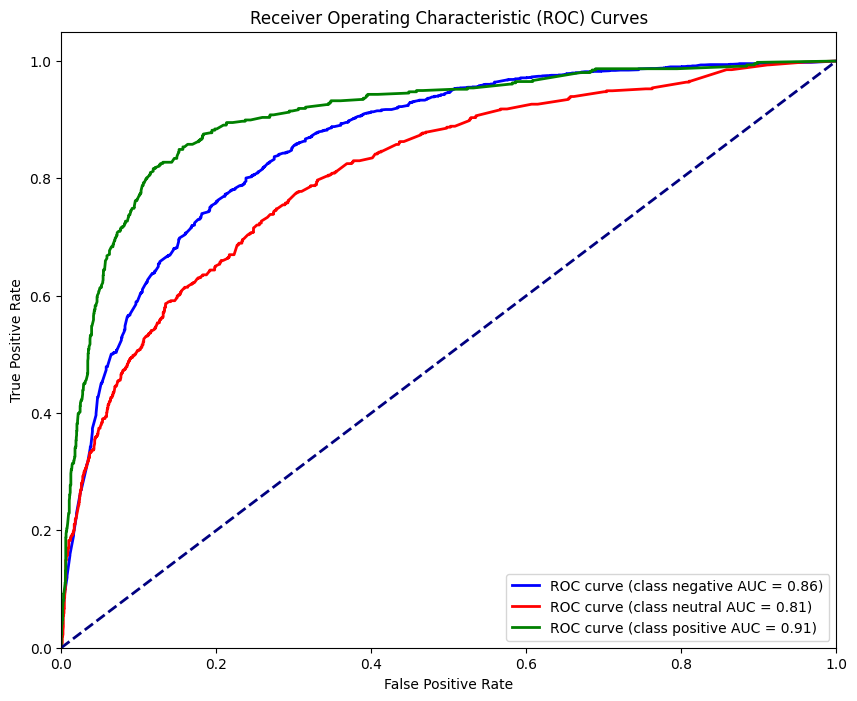 Receiver Operating Characteristic (ROC) Curves
True Positive Rate
1.0
0.8
0.6
0.4
0.2
0.0
ROC curve (class negative AUC = 0.86)
ROC curve (class neutral AUC = 0.81)
ROC curve (class positive AUC = 0.91)
0.0 0.2 0.4 0.6 0.8 1.0
False Positive Rate